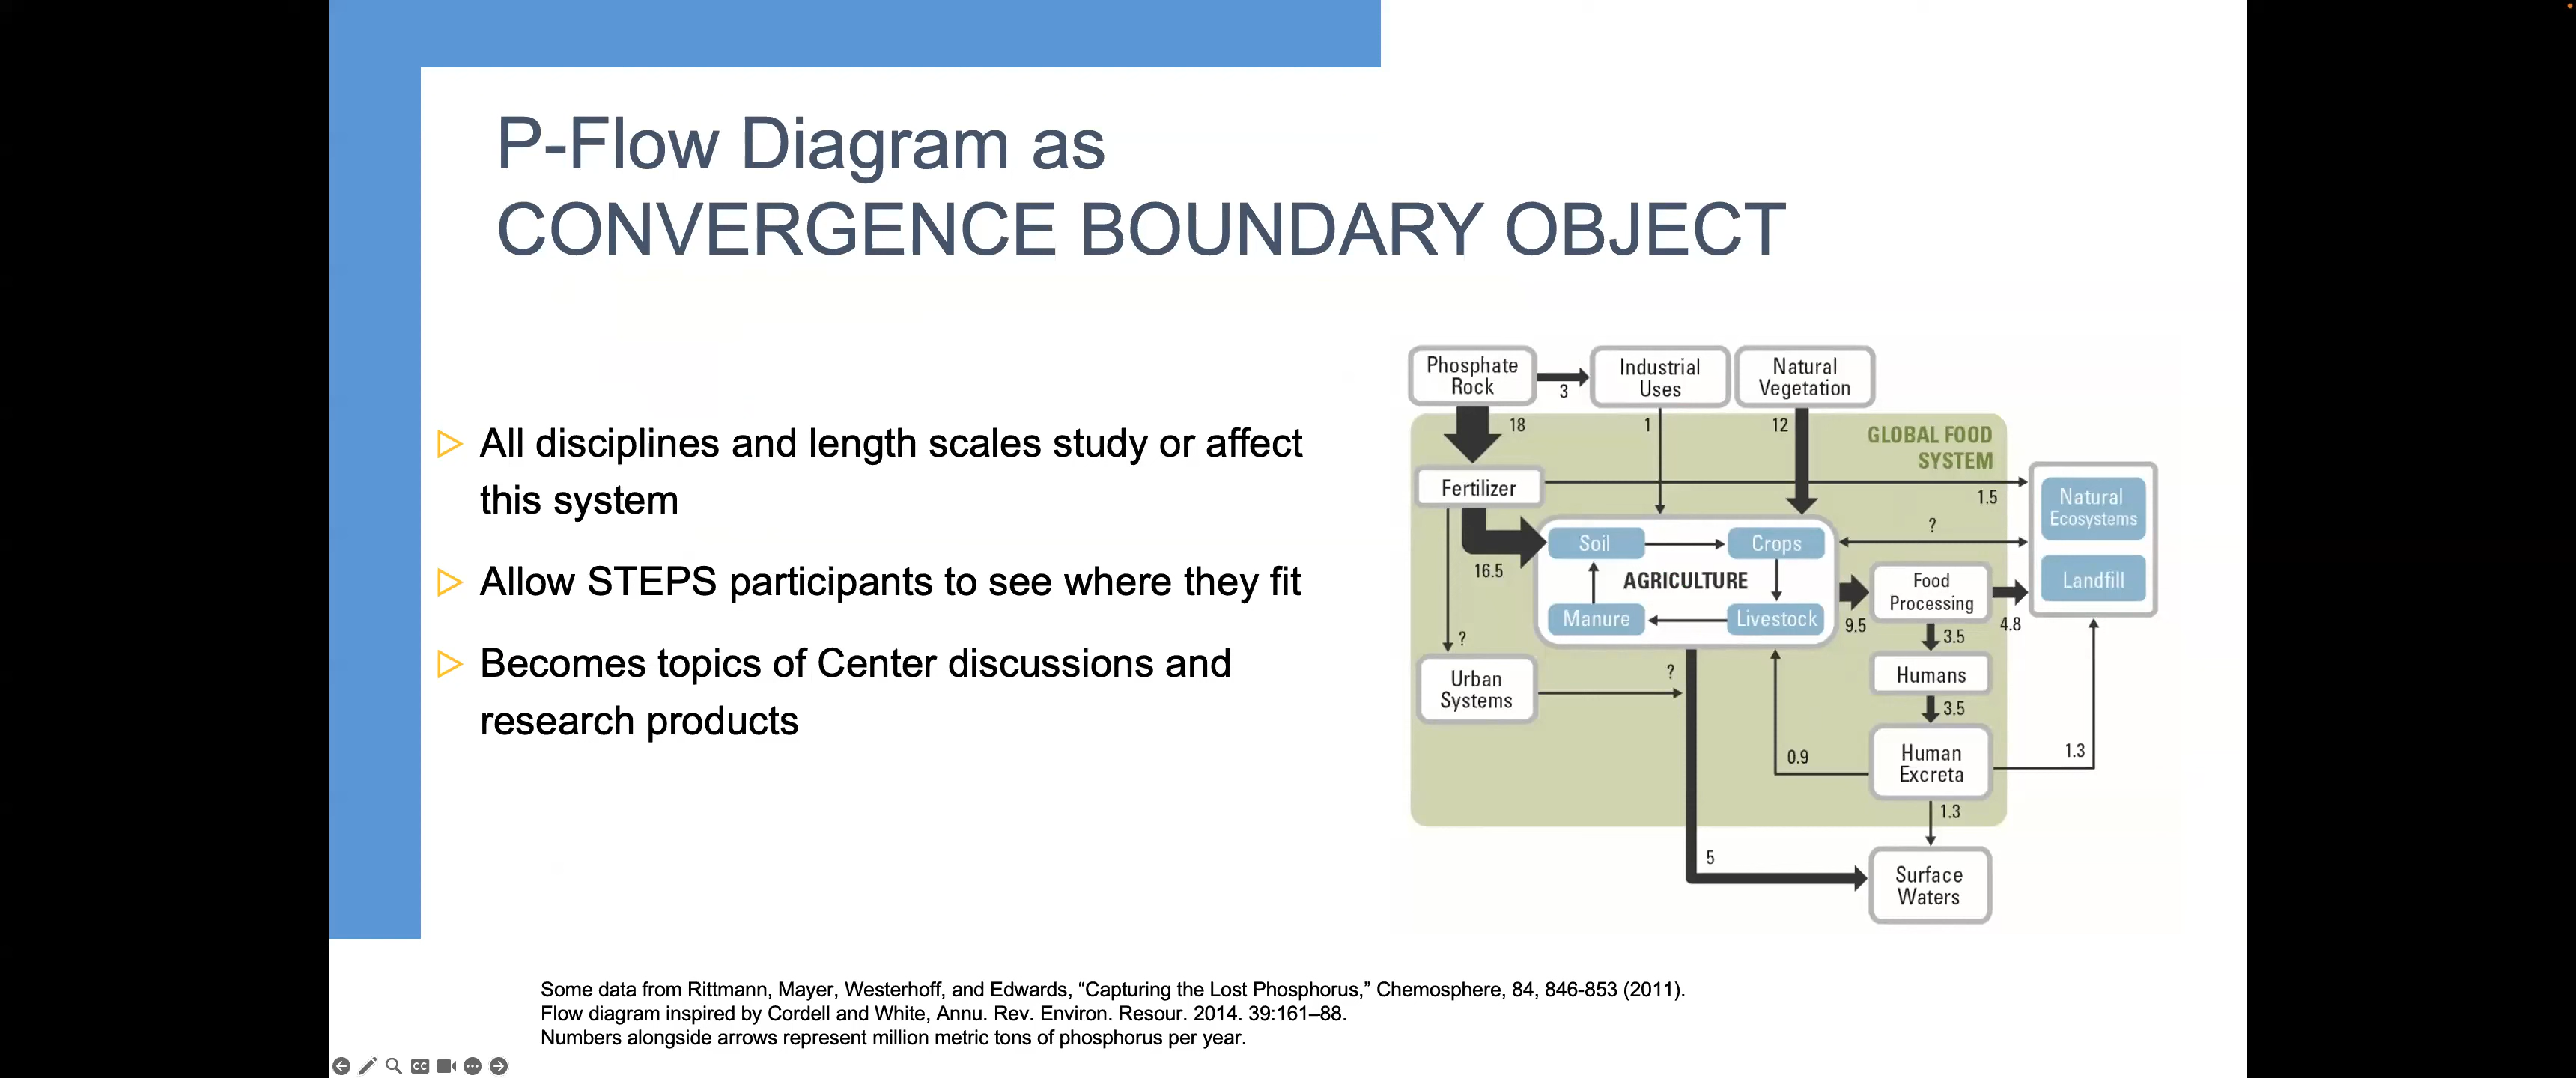 P-Flow Diagram as
CONVERGENCE BOUNDARY OBJECT
All disciplines and length scales study or affect
this system
Allow STEPS participants to see where they fit
Becomes topics of Center discussions and
research products
Phosphate
Rock
3
Industrial
Uses
Natural
Vegetation
18
1
12
GLOBAL FOOD
SYSTEM
Fertilizer
1.5
Natural
Ecosystems
?
Soil
Crops
16.5
AGRICULTURE
Food
Processing
Landfill
Manure
Livestock
9.5
4.8
?
3.5
Humans
Urban
Systems
?
3.5
0.9
Human
Excreta
1.3
1.3
5
Surface
Waters
Some data from Rittmann, Mayer, Westerhoff, and Edwards, “Capturing the Lost Phosphorus,” Chemosphere, 84, 846-853 (2011).
Flow diagram inspired by Cordell and White, Annu. Rev. Environ. Resour. 2014. 39:161–88.
Numbers alongside arrows represent million metric tons of phosphorus per year.
CC